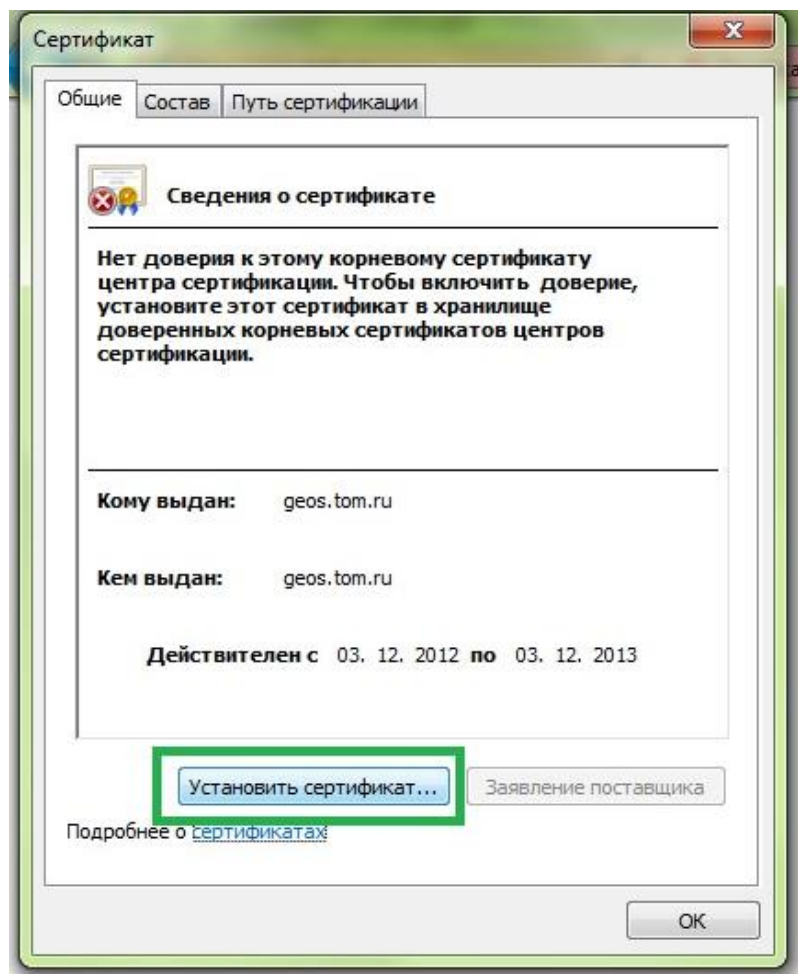 Сертификат
Общие Состав Путь сертификации
Сведения о сертификате
Нет доверия к этому корневому сертификату
центра сертификации. Чтобы включить доверие,
установите этот сертификат в хранилище
доверенных корневых сертификатов центров
сертификации.
Кому выдан: geos.tom.ru
Кем выдан: geos.tom.ru
Действителен с 03. 12. 2012 по 03. 12. 2013
Установить сертификат... Заявление поставщика
Подробнее о сертификатах
ОК